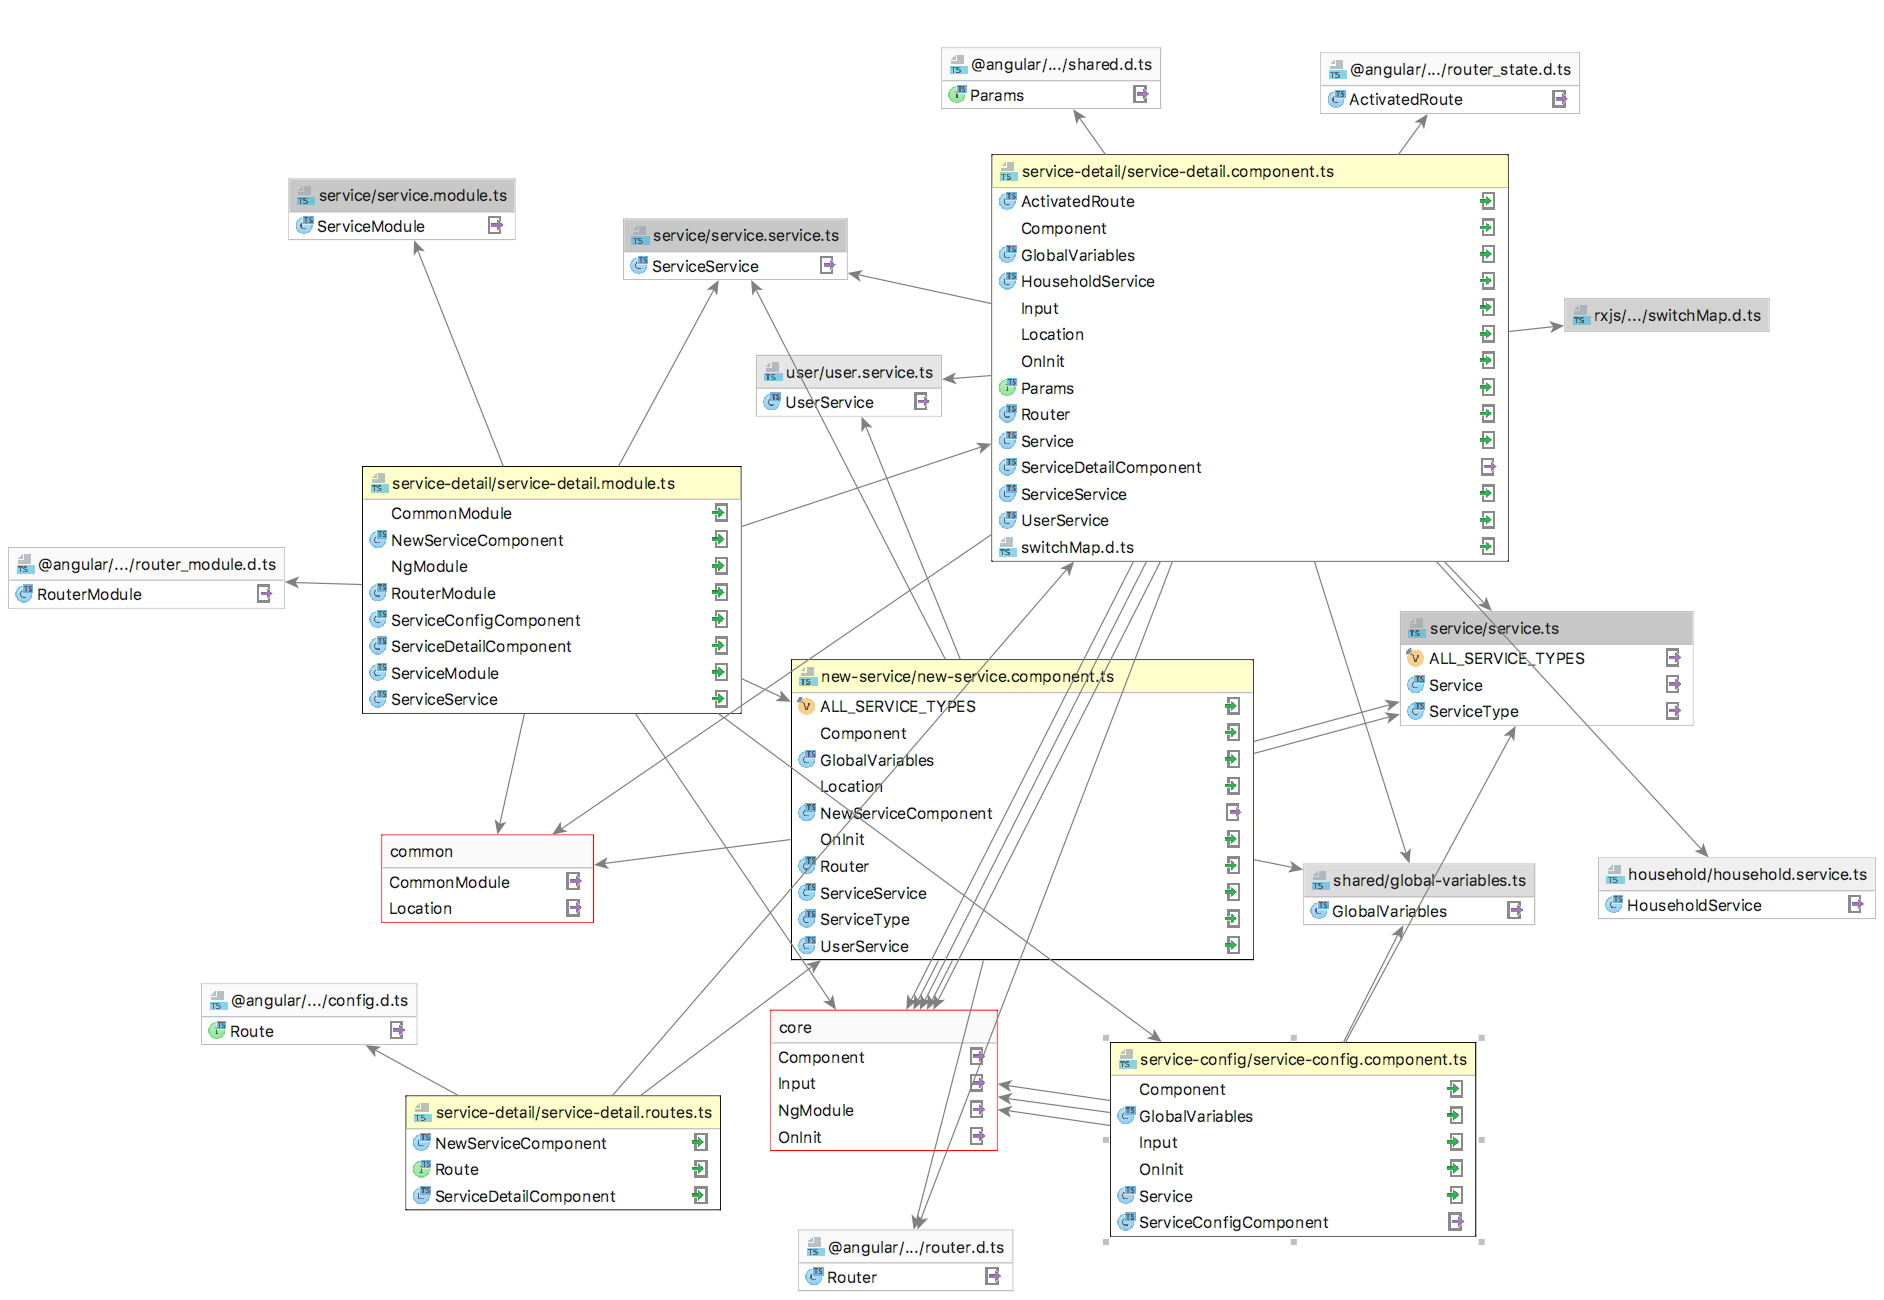 @angular/.../shared.d.ts
Params
@angular/.../router_state.d.ts
ActivatedRoute
service-detail/service-detail.component.ts
ActivatedRoute
Component
GlobalVariables
HouseholdService
Input
Location
OnInit
Params
Router
Service
ServiceDetailComponent
ServiceService
UserService
switchMap.d.ts
service/service.module.ts
ServiceModule
service/service.service.ts
ServiceService
rxjs/.../switchMap.d.ts
user/user.service.ts
UserService
service-detail/service-detail.module.ts
CommonModule
NewServiceComponent
NgModule
RouterModule
ServiceConfigComponent
ServiceDetailComponent
ServiceModule
ServiceService
@angular/.../router_module.d.ts
RouterModule
service/service.ts
ALL_SERVICE_TYPES
Service
ServiceType
new-service/new-service.component.ts
ALL_SERVICE_TYPES
Component
GlobalVariables
Location
NewServiceComponent
OnInit
Router
ServiceService
ServiceType
UserService
common
CommonModule
Location
shared/global-variables.ts
GlobalVariables
household/household.service.ts
HouseholdService
@angular/.../config.d.ts
Route
core
Component
Input
NgModule
OnInit
service-config/service-config.component.ts
Component
GlobalVariables
Input
OnInit
Service
ServiceConfigComponent
service-detail/service-detail.routes.ts
NewServiceComponent
Route
ServiceDetailComponent
@angular/.../router.d.ts
Router